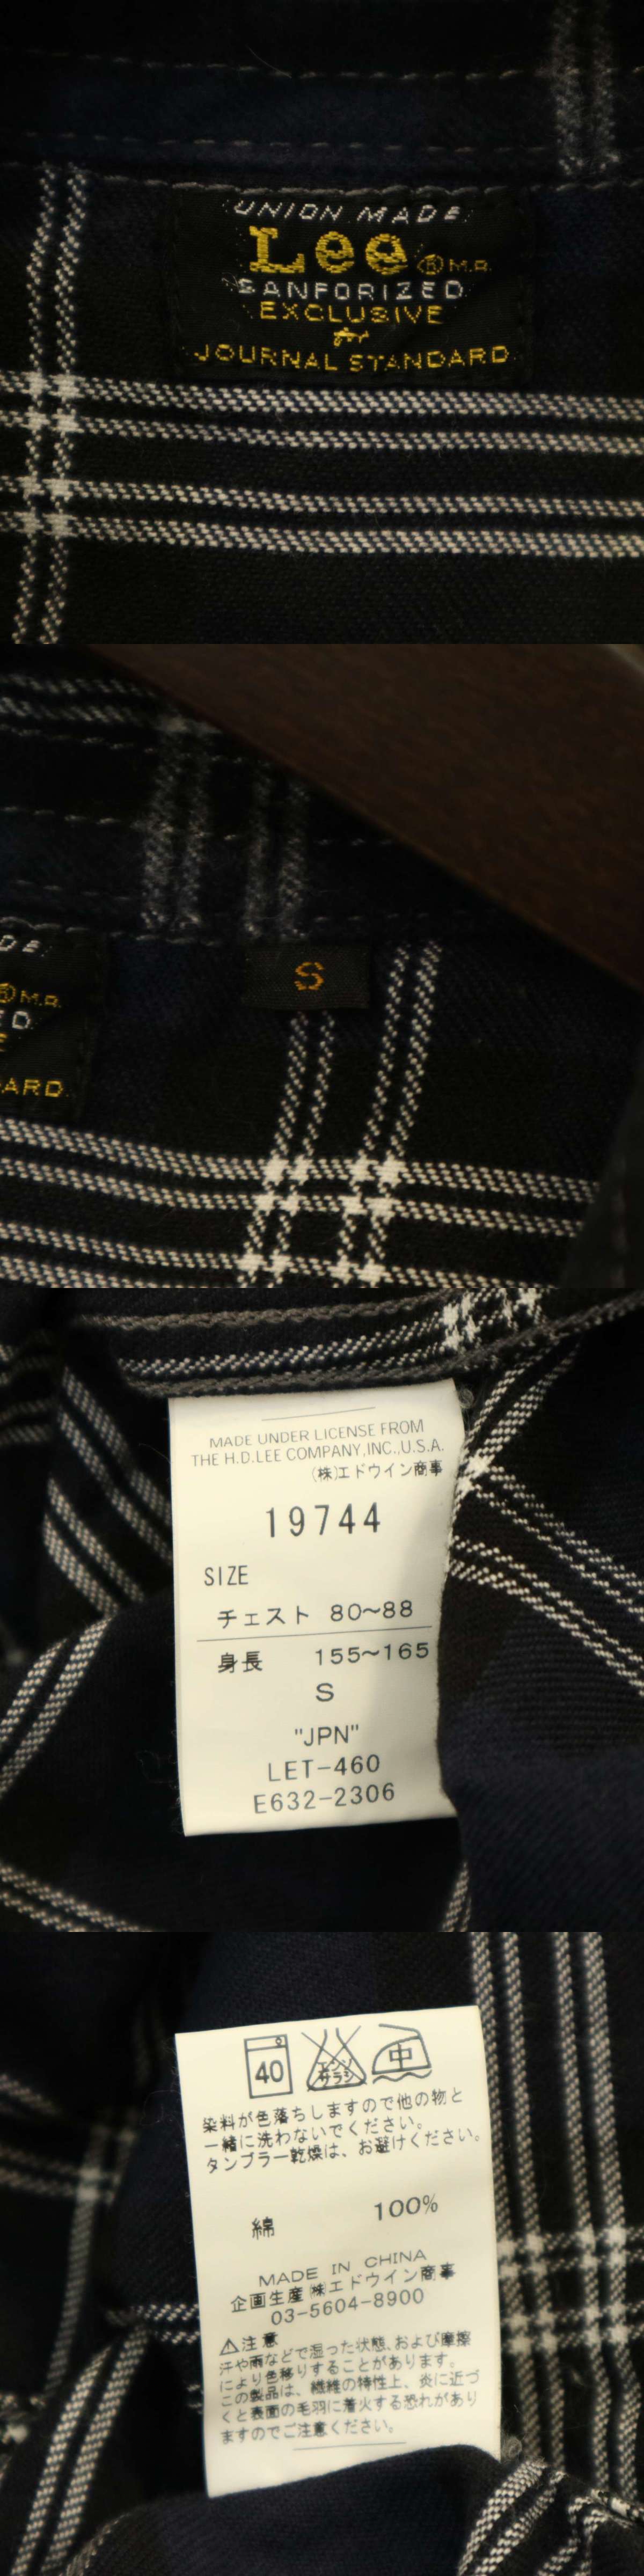 UNION MADE
Lee ® M.R.
SANFORIZED
EXCLUSIVE
for
JOURNAL STANDARD
DE
® M.R.
ED
E
ARD
S
MADE UNDER LICENSE FROM
THE H.D.LEE COMPANY,INC.,U.S.A.
(株)エドウイン商事
19744
SIZE
チェスト 80~88
身長 155~165
S
"JPN"
LET-460
E632-2306
40 エンソサラシ 中
染料が色落ちしますので他の物と
一緒に洗わないでください。
タンブラー乾燥は、お避けください。
綿 100%
MADE IN CHINA
企画生産㈱エドウイン商事
03-5604-8900
⚠注意
汗や雨などで湿った状態、および摩擦
により色移りすることがあります。
この製品は、繊維の特性上、炎に近づ
くと表面の毛羽に着火する恐れがあり
ますのでご注意ください。